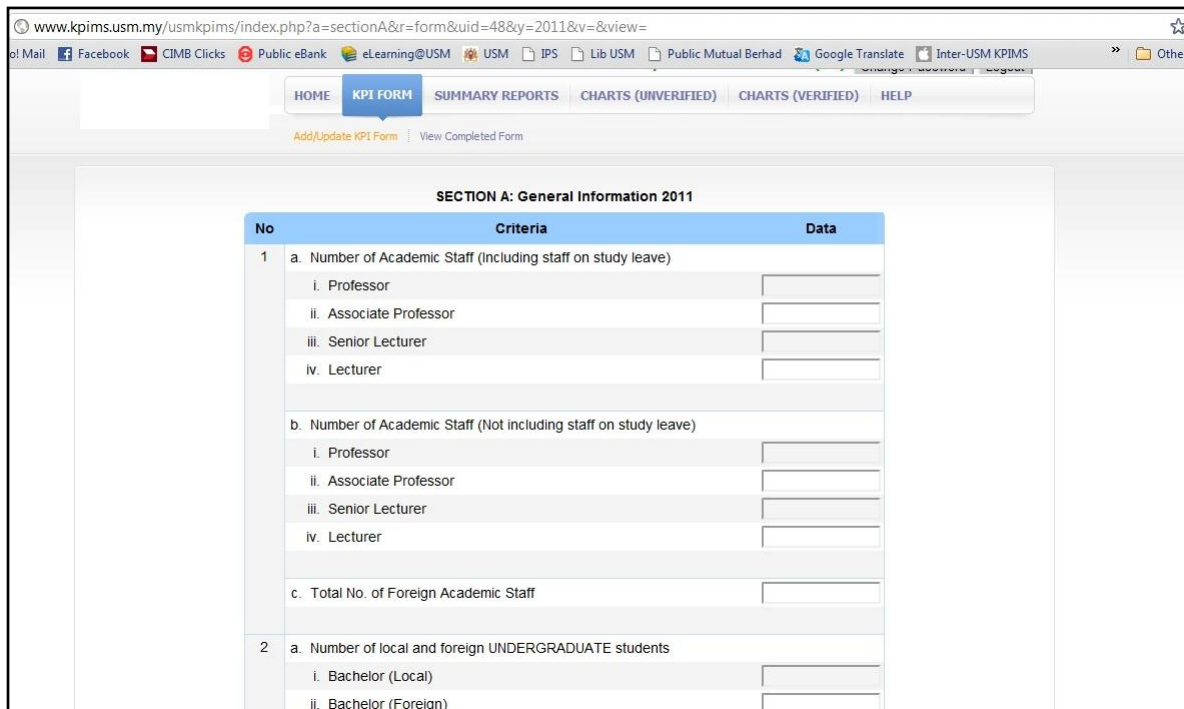 www.kpims.usm.my/usmkpims/index.php?a=sectionA&r=form&uid=48&y=2011&v=&view=
o! Mail Facebook CIMB Clicks Public eBank eLearning@USM USM IPS Lib USM Public Mutual Berhad Google Translate Inter-USM KPIMS » Othe
Change Password Logout
HOME KPI FORM SUMMARY REPORTS CHARTS (UNVERIFIED) CHARTS (VERIFIED) HELP
Add/Update KPI Form View Completed Form
SECTION A: General Information 2011
No Criteria Data
1 a. Number of Academic Staff (Including staff on study leave)
i. Professor
ii. Associate Professor
iii. Senior Lecturer
iv. Lecturer
b. Number of Academic Staff (Not including staff on study leave)
i. Professor
ii. Associate Professor
iii. Senior Lecturer
iv. Lecturer
c. Total No. of Foreign Academic Staff
2 a. Number of local and foreign UNDERGRADUATE students
i. Bachelor (Local)
ii. Bachelor (Foreign)